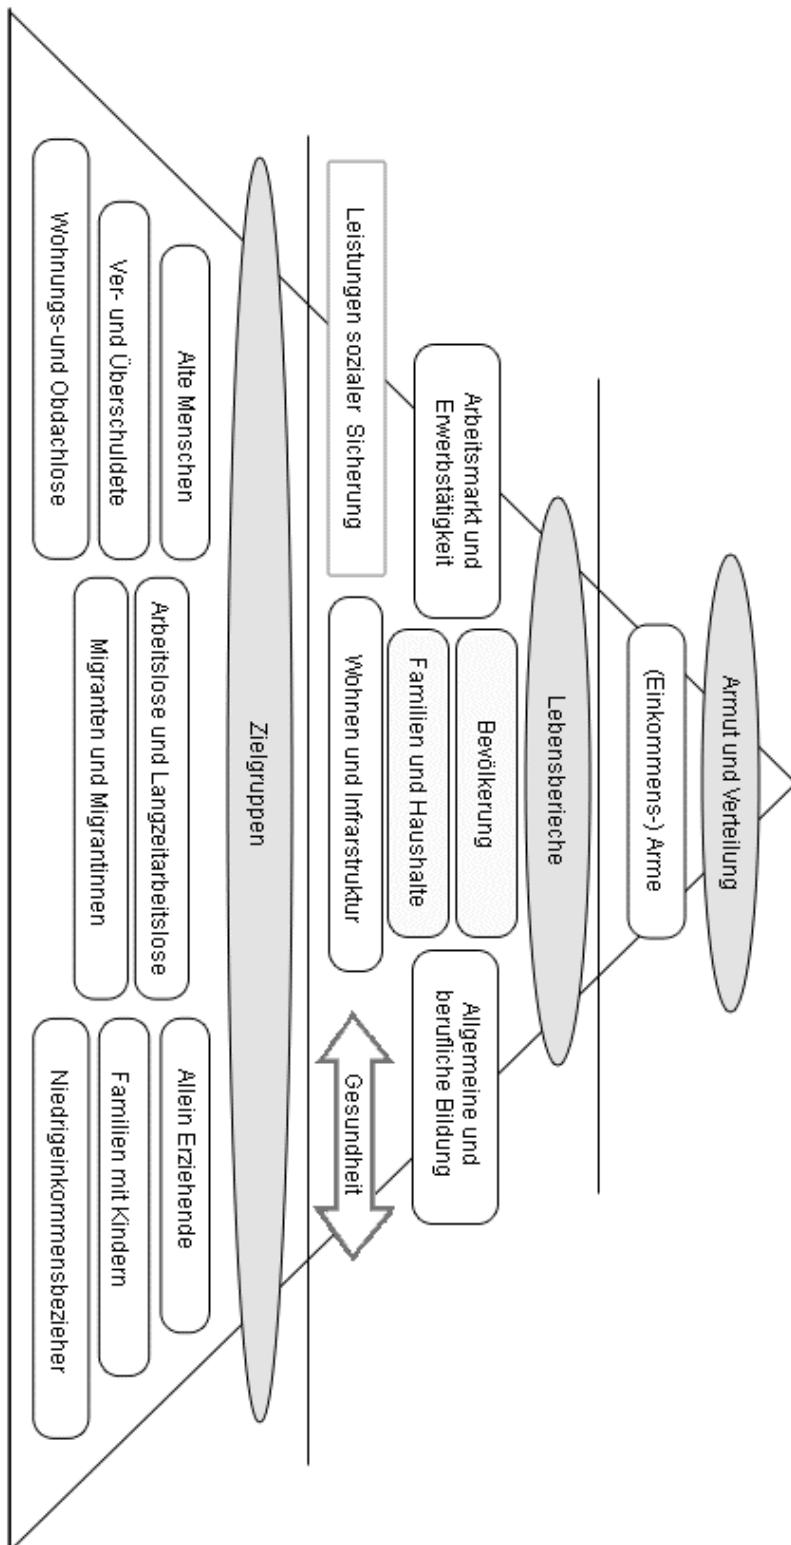 Armut und Verteilung
(Einkommens-) Arme
Lebensberieche
Arbeitsmarkt und
Erwerbstätigkeit
Bevölkerung
Familien und Haushalte
Allgemeine und
berufliche Bildung
Leistungen sozialer Sicherung
Wohnen und Infrarstruktur
Gesundheit
Zielgruppen
Alte Menschen
Ver- und Überschuldete
Wohnungs-und Obdachlose
Arbeitslose und Langzeitarbeitslose
Migranten und Migrantinnen
Allein Erziehende
Familien mit Kindern
Niedrigeinkommensbezieher